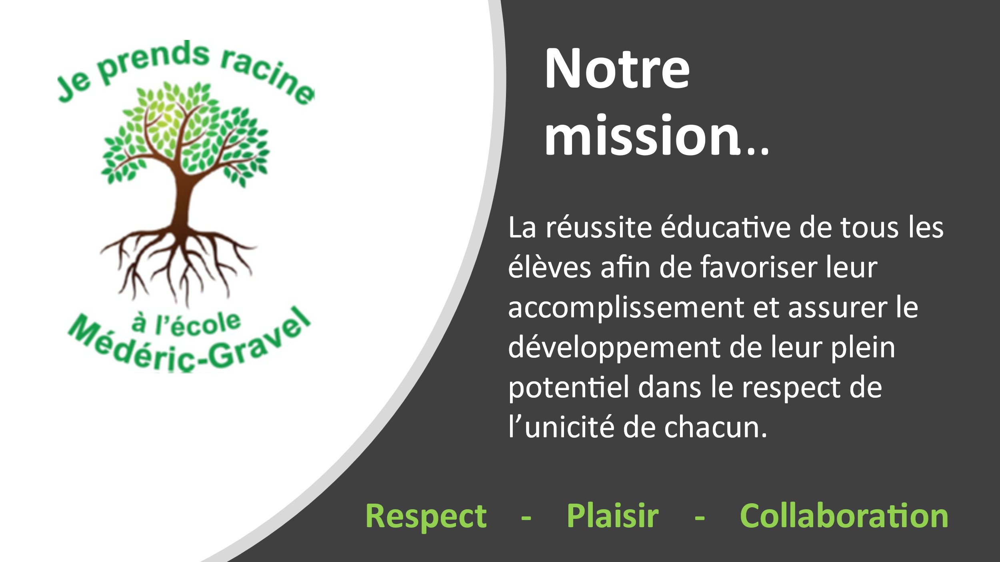 Je prends racine
à l’école
Médéric-Gravel
Notre
mission...
La réussite éducative de tous les
élèves afin de favoriser leur
accomplissement et assurer le
développement de leur plein
potentiel dans le respect de
l’unicité de chacun.
Respect - Plaisir - Collaboration